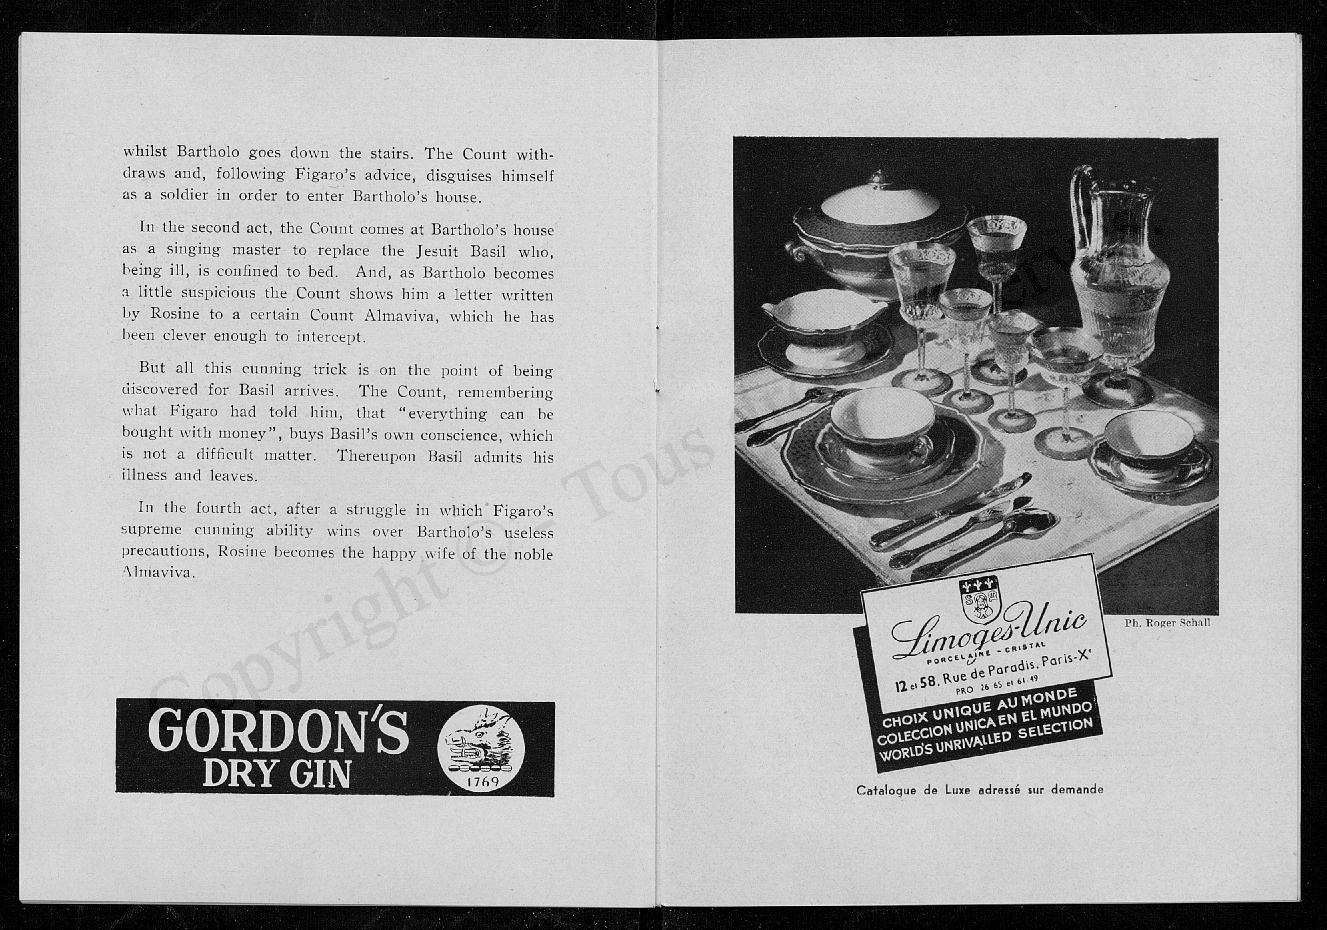 whilst Bartholo goes down the stairs. The Count with-
draws and, following Figaro's advice, disguises himself
as a soldier in order to enter Bartholo's house.
In the second act, the Count comes at Bartholo's house
as a singing master to replace the Jesuit Basil who,
being ill, is confined to bed. And, as Bartholo becomes
a little suspicious the Count shows him a letter written
by Rosine to a certain Count Almaviva, which he has
been clever enough to intercept.
But all this cunning trick is on the point of being
discovered for Basil arrives. The Count, remembering
what Figaro had told him, that "everything can be
bought with money", buys Basil's own conscience, which
is not a difficult matter. Thereupon Basil admits his
illness and leaves.
In the fourth act, after a struggle in which Figaro's
supreme cunning ability wins over Bartholo's useless
precautions, Rosine becomes the happy wife of the noble
Almaviva.
Copyright © - Tous
GORDON'S
DRY GIN
1769
Ph. Roger Schall
Limoges-Unic
PORCELAINE - CRISTAL
12 et 58, Rue de Paradis, Paris-Xe
PRO 26 65 et 61 49
CHOIX UNIQUE AU MONDE
COLECCION UNICA EN EL MUNDO
WORLD'S UNRIVALLED SELECTION
Catalogue de Luxe adressé sur demande